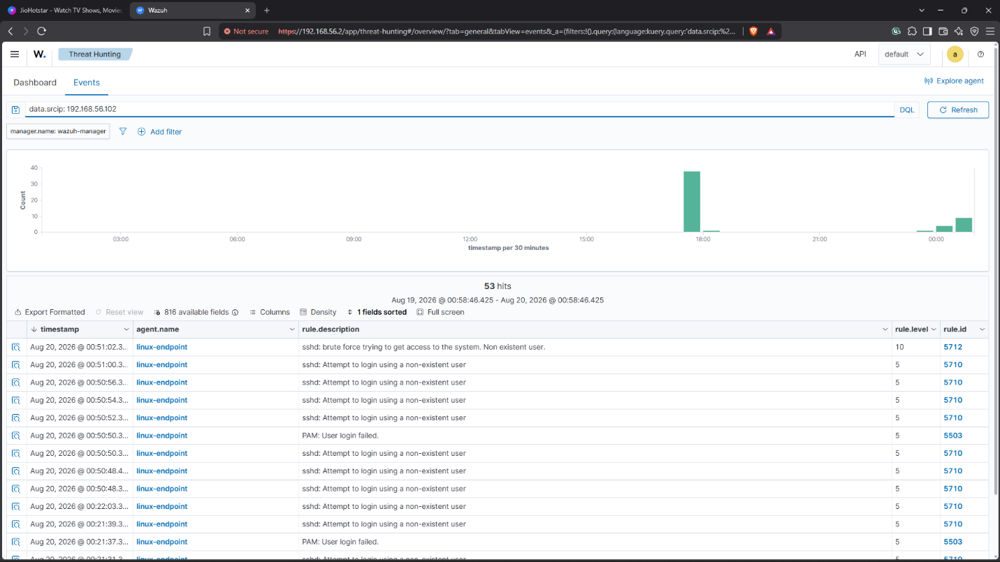 JioHotstar - Watch TV Shows, Movies
Wazuh
Not secure https://192.168.56.2/app/threat-hunting#/overview/?tab=general&tabView=events&_a=(filters:!(),query:(language:kuery,query:'data.srcip:%2...
W. Threat Hunting API default a
Dashboard Events Explore agent
data.srcip: 192.168.56.102 DQL Refresh
manager.name: wazuh-manager Add filter
40
30
20
10
0
Count
03:00 06:00 09:00 12:00 15:00 18:00 21:00 00:00
timestamp per 30 minutes
53 hits
Aug 19, 2026 @ 00:58:46.425 - Aug 20, 2026 @ 00:58:46.425
Export Formatted Reset view 816 available fields Columns Density 1 fields sorted Full screen
timestamp agent.name rule.description rule.level rule.id
Aug 20, 2026 @ 00:51:02.3... linux-endpoint sshd: brute force trying to get access to the system. Non existent user. 10 5712
Aug 20, 2026 @ 00:51:00.3... linux-endpoint sshd: Attempt to login using a non-existent user 5 5710
Aug 20, 2026 @ 00:50:56.3... linux-endpoint sshd: Attempt to login using a non-existent user 5 5710
Aug 20, 2026 @ 00:50:54.3... linux-endpoint sshd: Attempt to login using a non-existent user 5 5710
Aug 20, 2026 @ 00:50:52.3... linux-endpoint sshd: Attempt to login using a non-existent user 5 5710
Aug 20, 2026 @ 00:50:50.3... linux-endpoint PAM: User login failed. 5 5503
Aug 20, 2026 @ 00:50:50.3... linux-endpoint sshd: Attempt to login using a non-existent user 5 5710
Aug 20, 2026 @ 00:50:48.4... linux-endpoint sshd: Attempt to login using a non-existent user 5 5710
Aug 20, 2026 @ 00:50:48.3... linux-endpoint sshd: Attempt to login using a non-existent user 5 5710
Aug 20, 2026 @ 00:22:03.3... linux-endpoint sshd: Attempt to login using a non-existent user 5 5710
Aug 20, 2026 @ 00:21:39.3... linux-endpoint sshd: Attempt to login using a non-existent user 5 5710
Aug 20, 2026 @ 00:21:37.3... linux-endpoint PAM: User login failed. 5 5503
Aug 20, 2026 @ 00:21:31.3... linux-endpoint sshd: Attempt to login using a non-existent user 5 5710